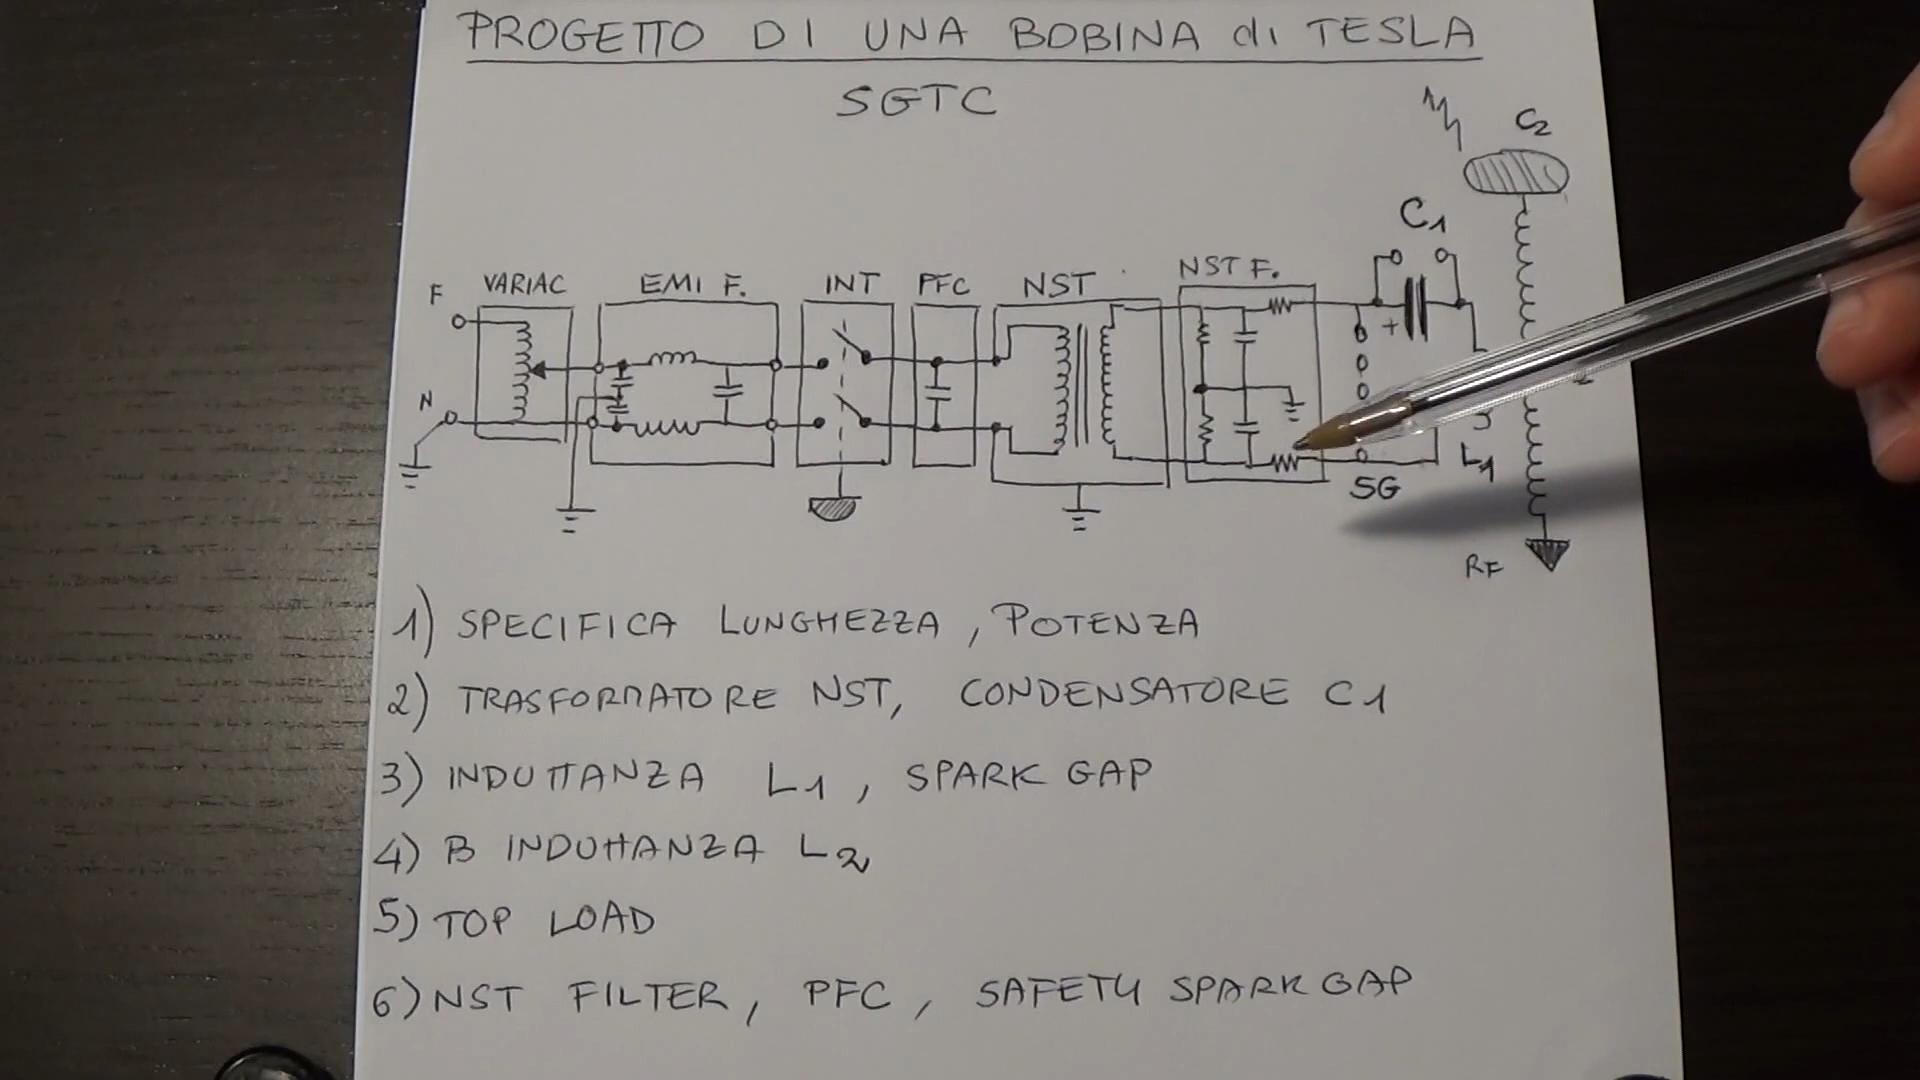 PROGETTO DI UNA BOBINA di TESLA
SGTC
C2
C1
F VARIAC EMI F. INT PFC NST NST F.
+
N
L1
SG
RF
1) SPECIFICA LUNGHEZZA, POTENZA
2) TRASFORMATORE NST, CONDENSATORE C1
3) INDUTTANZA L1, SPARK GAP
4) B INDUTTANZA L2
5) TOP LOAD
6) NST FILTER, PFC, SAFETY SPARK GAP